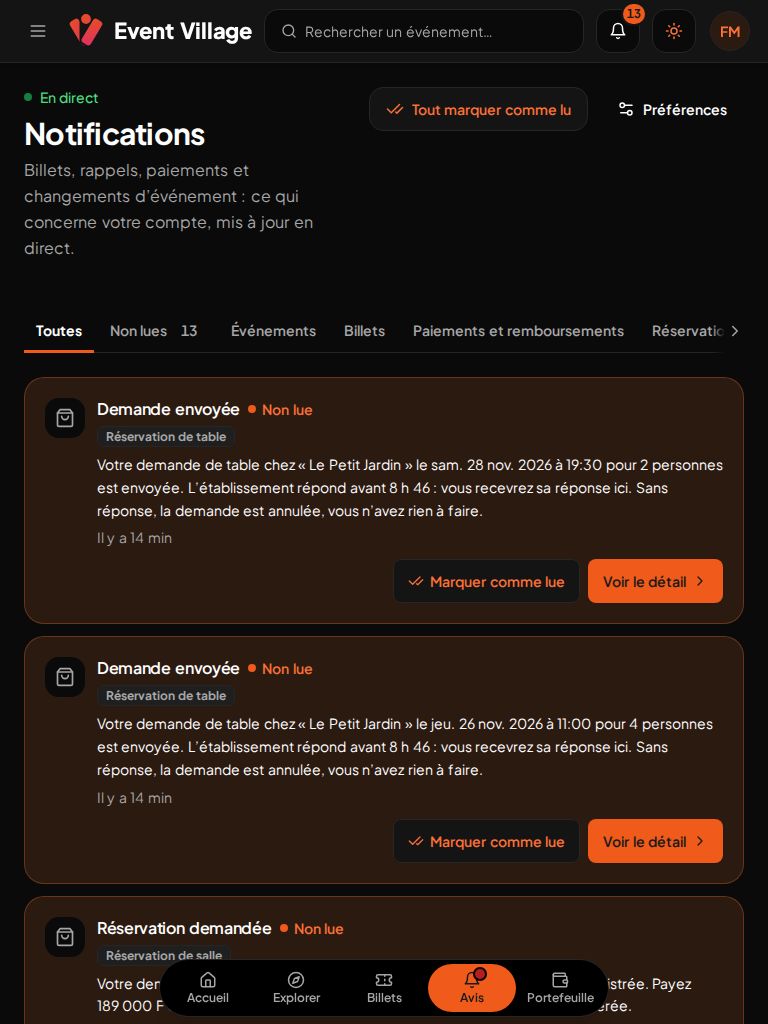 Event Village
Rechercher un événement…
13
FM
En direct
Notifications
Billets, rappels, paiements et
changements d’événement : ce qui
concerne votre compte, mis à jour en
direct.
Tout marquer comme lu
Préférences
Toutes
Non lues 13
Événements
Billets
Paiements et remboursements
Réservatio
Demande envoyée
Non lue
Réservation de table
Votre demande de table chez « Le Petit Jardin » le sam. 28 nov. 2026 à 19:30 pour 2 personnes
est envoyée. L’établissement répond avant 8 h 46 : vous recevrez sa réponse ici. Sans
réponse, la demande est annulée, vous n’avez rien à faire.
Il y a 14 min
Marquer comme lue
Voir le détail
Demande envoyée
Non lue
Réservation de table
Votre demande de table chez « Le Petit Jardin » le jeu. 26 nov. 2026 à 11:00 pour 4 personnes
est envoyée. L’établissement répond avant 8 h 46 : vous recevrez sa réponse ici. Sans
réponse, la demande est annulée, vous n’avez rien à faire.
Il y a 14 min
Marquer comme lue
Voir le détail
Réservation demandée
Non lue
Réservation de salle
Payez
189 000 F
Accueil
Explorer
Billets
Avis
Portefeuille